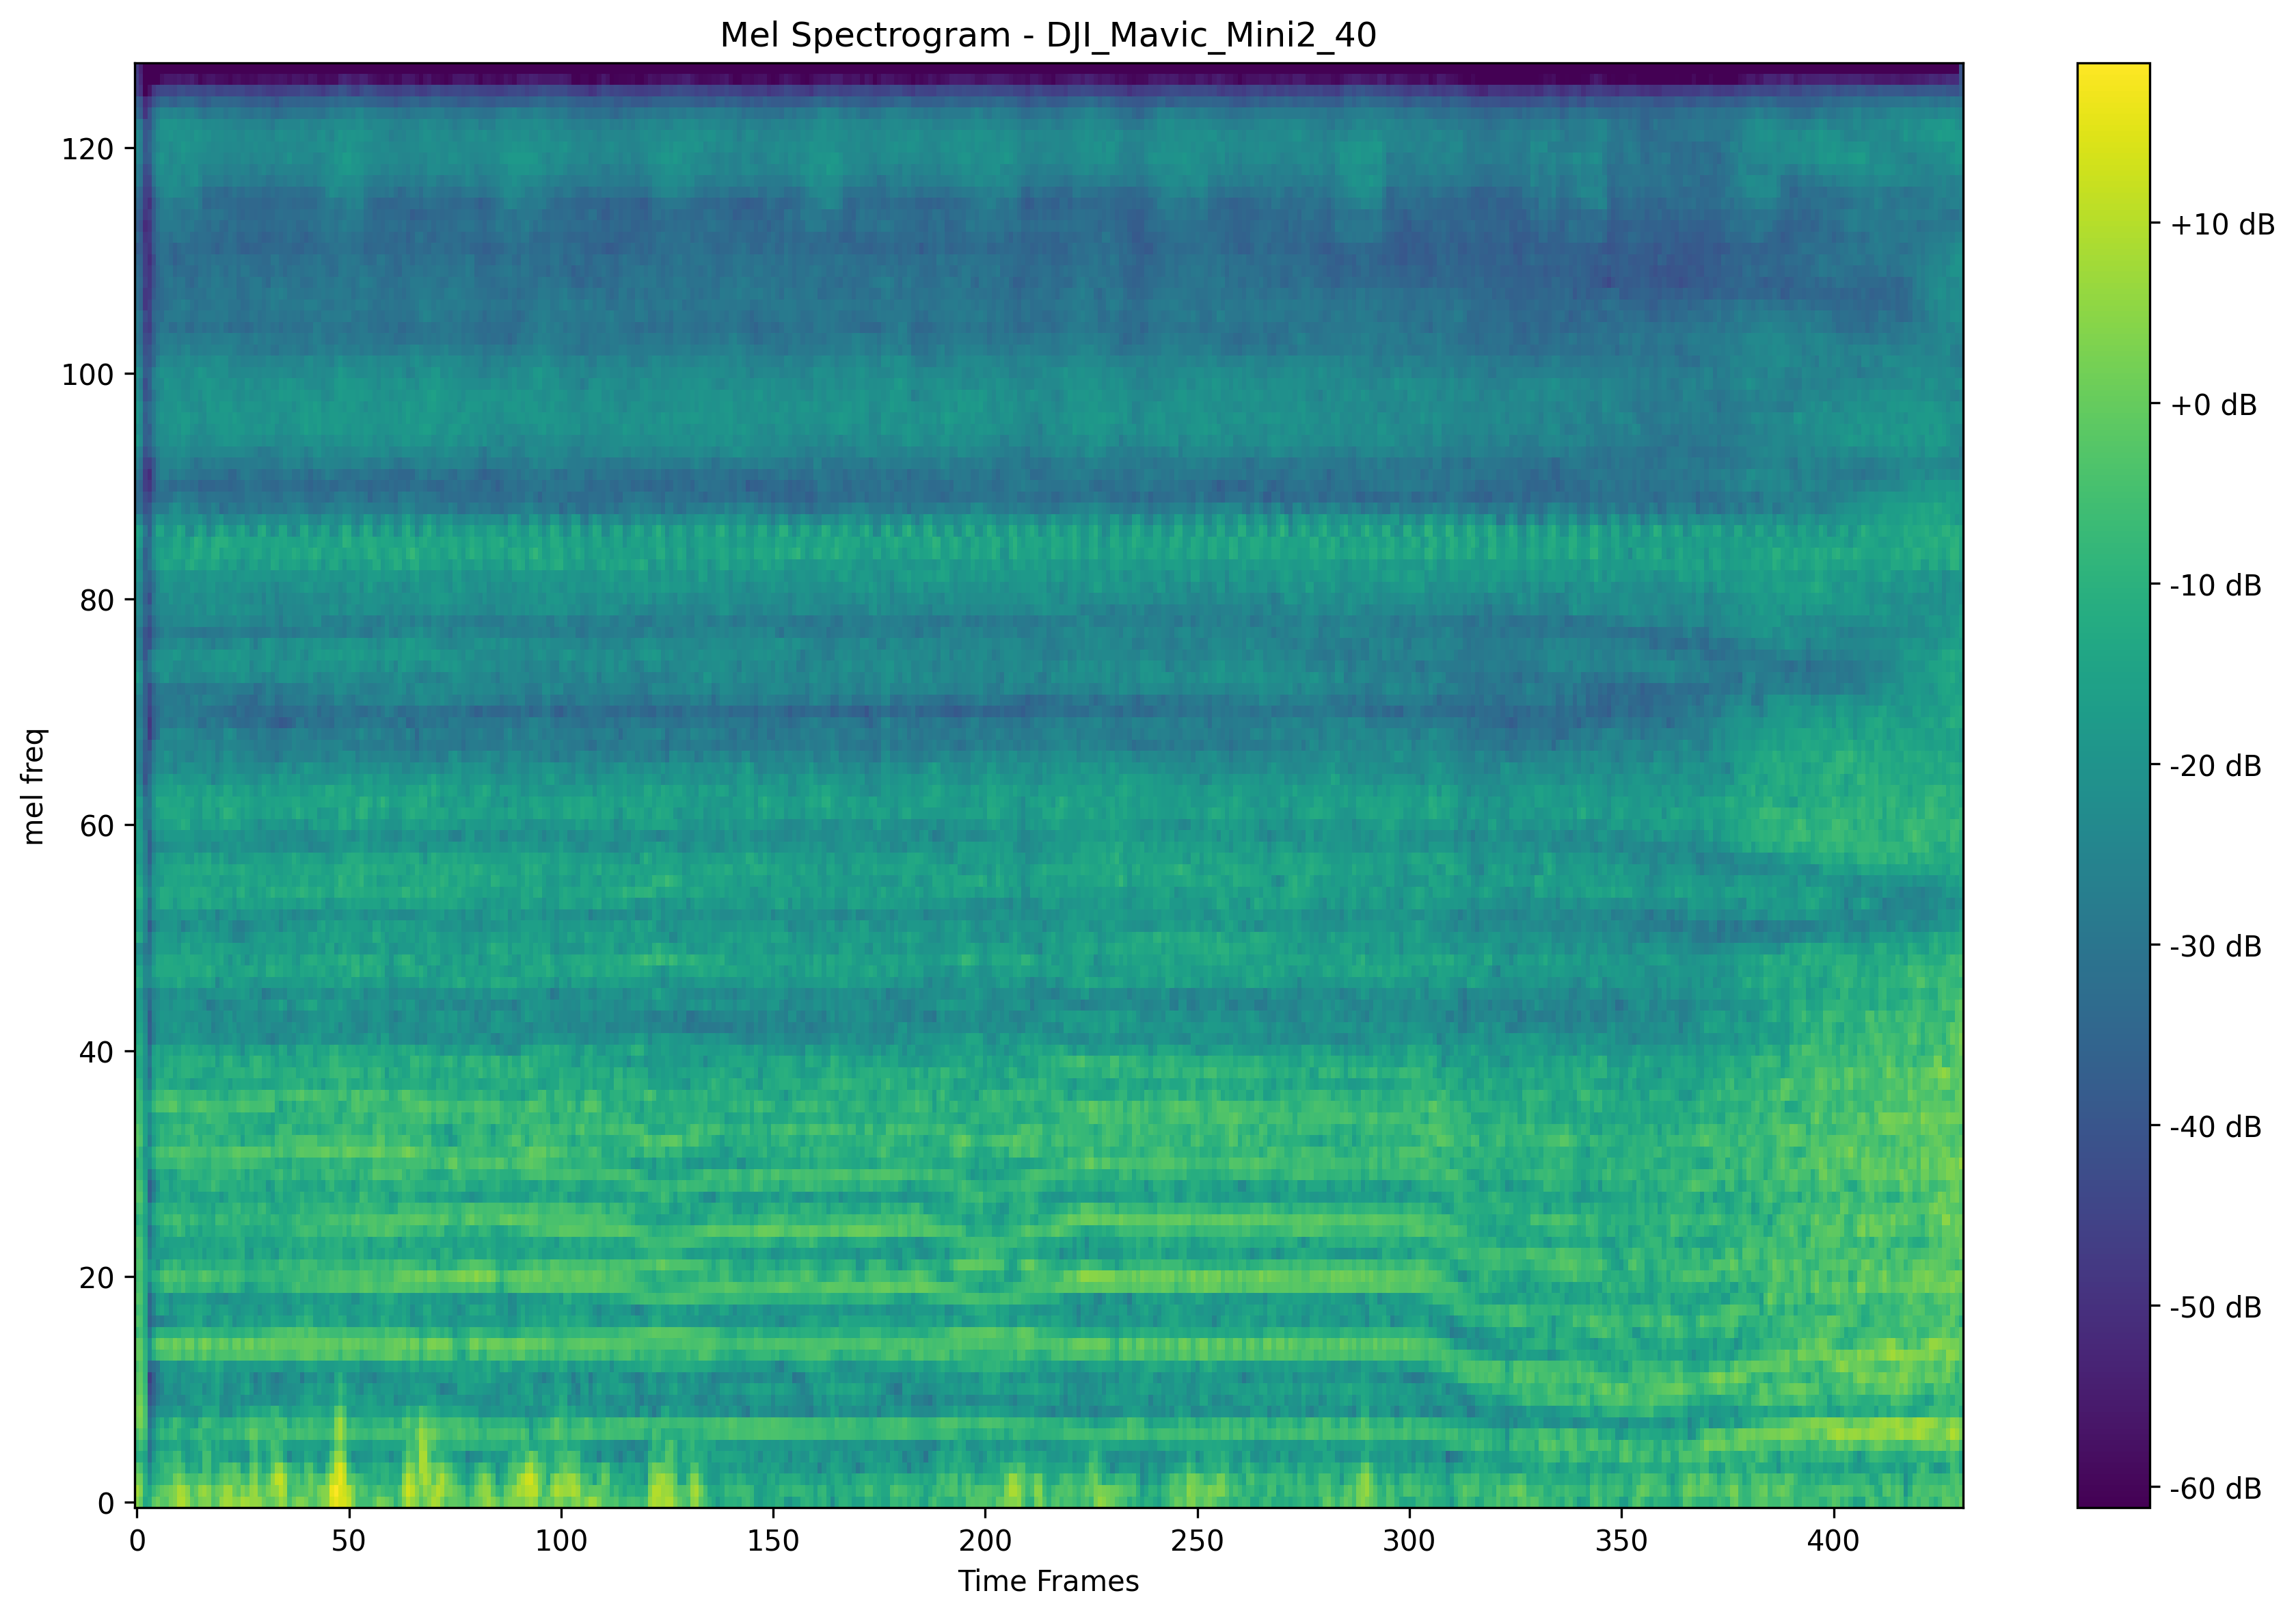 Mel Spectrogram - DJI_Mavic_Mini2_40
mel freq
120
100
80
60
40
20
0
0 50 100 150 200 250 300 350 400
Time Frames
+10 dB
+0 dB
-10 dB
-20 dB
-30 dB
-40 dB
-50 dB
-60 dB